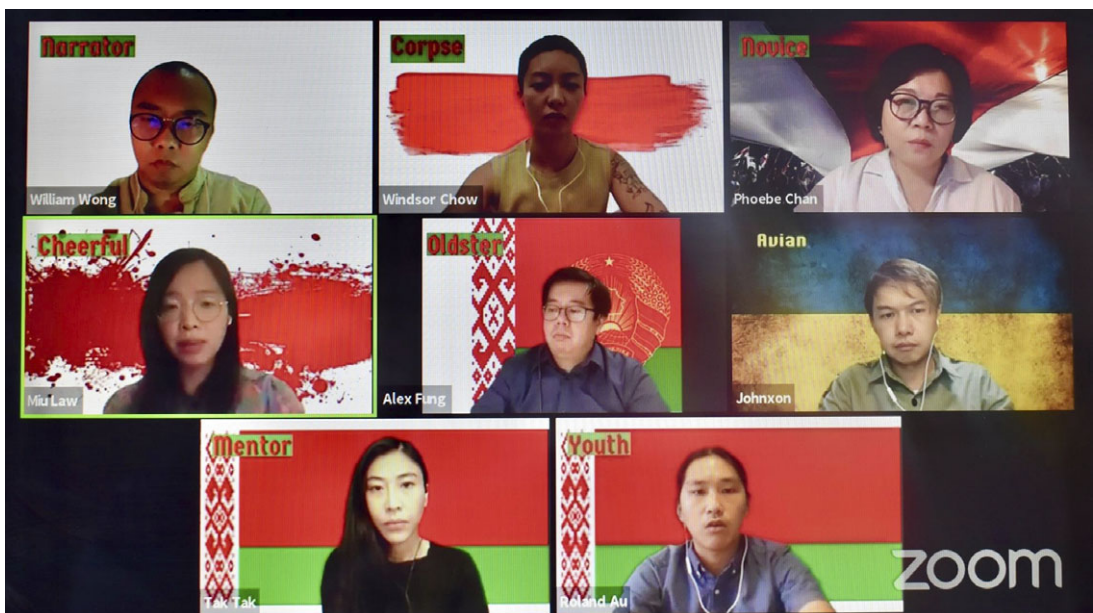 Narrator
William Wong
Corpse
Windsor Chow
Novice
Phoebe Chan
Cheerful
Miu Law
Oldster
Alex Fung
Avian
Johnxon
Mentor
Tak Tak
Youth
Roland Au
zoom